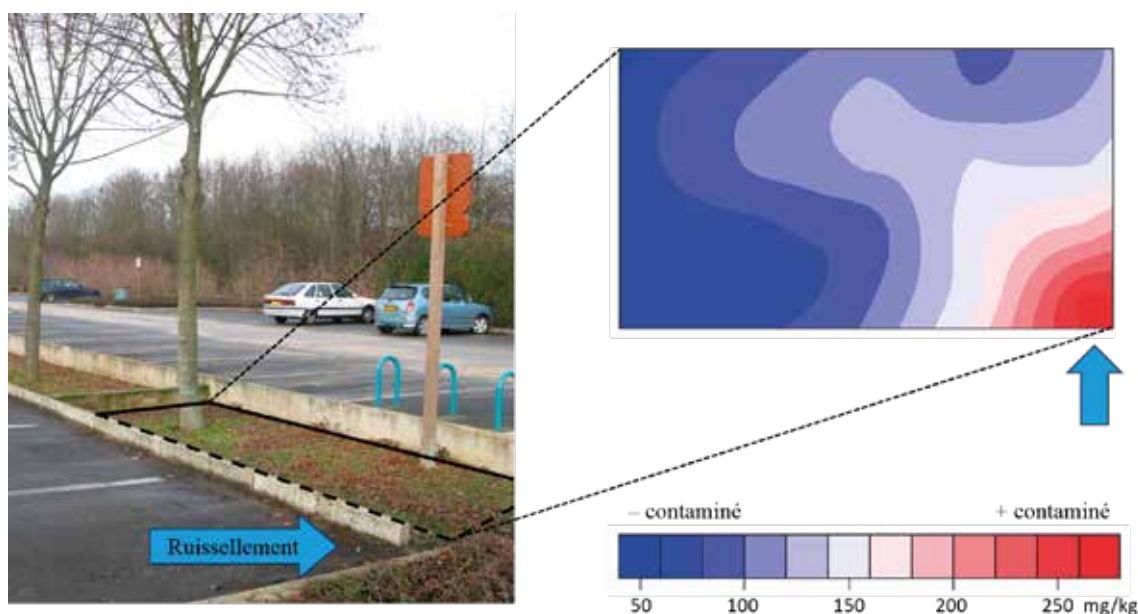 Ruissellement
– contaminé + contaminé
50 100 150 200 250 mg/kg